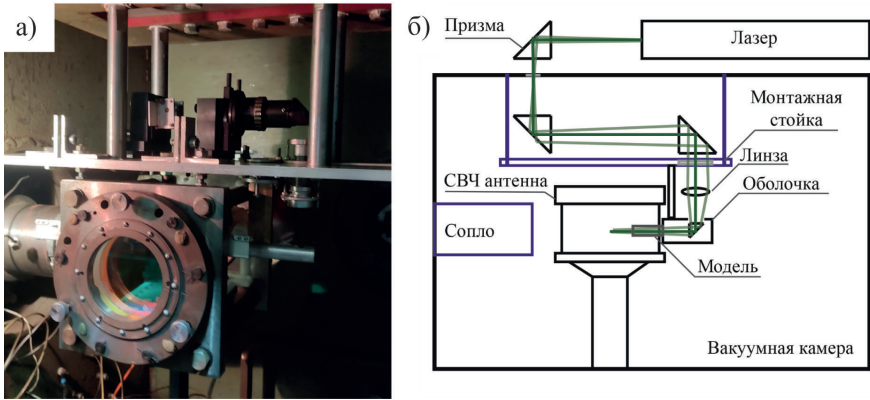 а)
б)
Призма
Лазер
Монтажная
стойка
Линза
СВЧ антенна
Оболочка
Сопло
Модель
Вакуумная камера